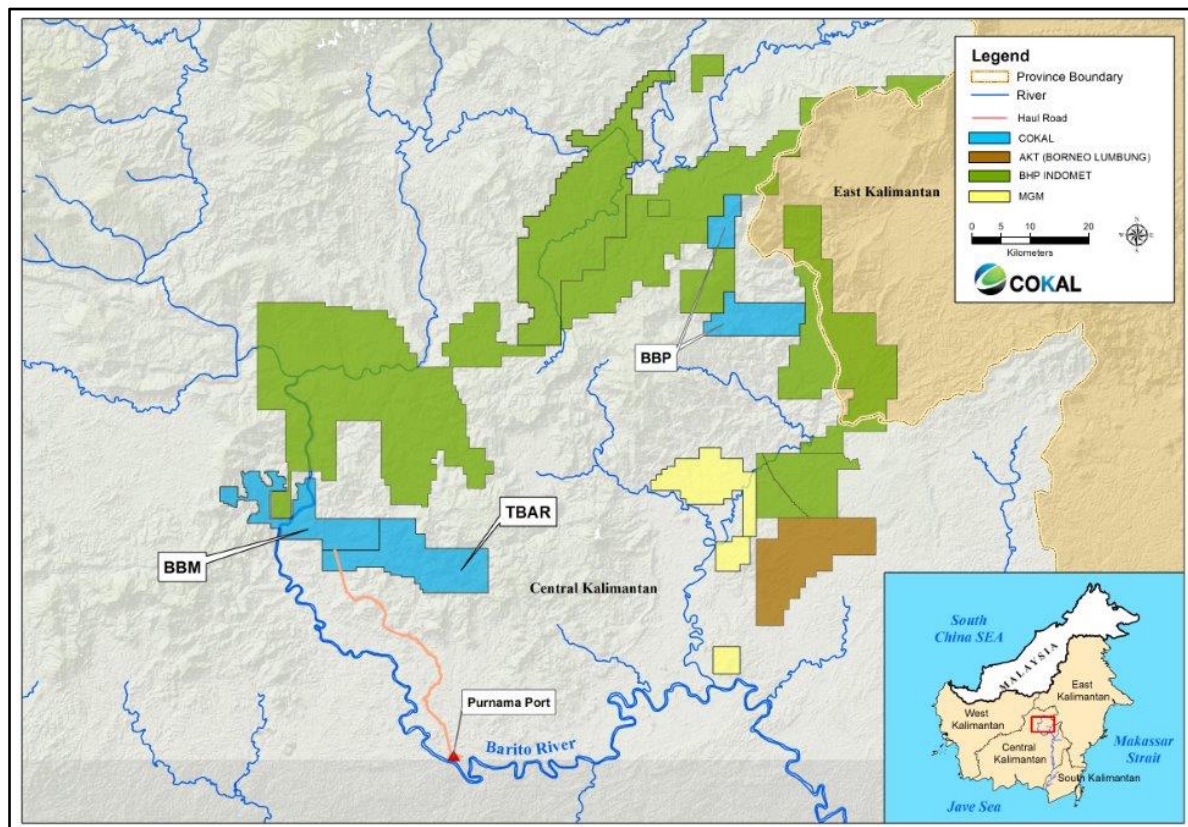 Legend
Province Boundary
River
Haul Road
COKAL
AKT (BORNEO LUMBUNG)
BHP INDOMET
MGM
0 5 10 20
Kilometers
N
COKAL
East Kalimantan
BBP
TBAR
BBM
Central Kalimantan
Purnama Port
Barito River
South
China SEA
MALAYSIA
East
Kalimantan
West
Kalimantan
Central
Kalimantan
Makassar
Strait
South Kalimantan
Jave Sea